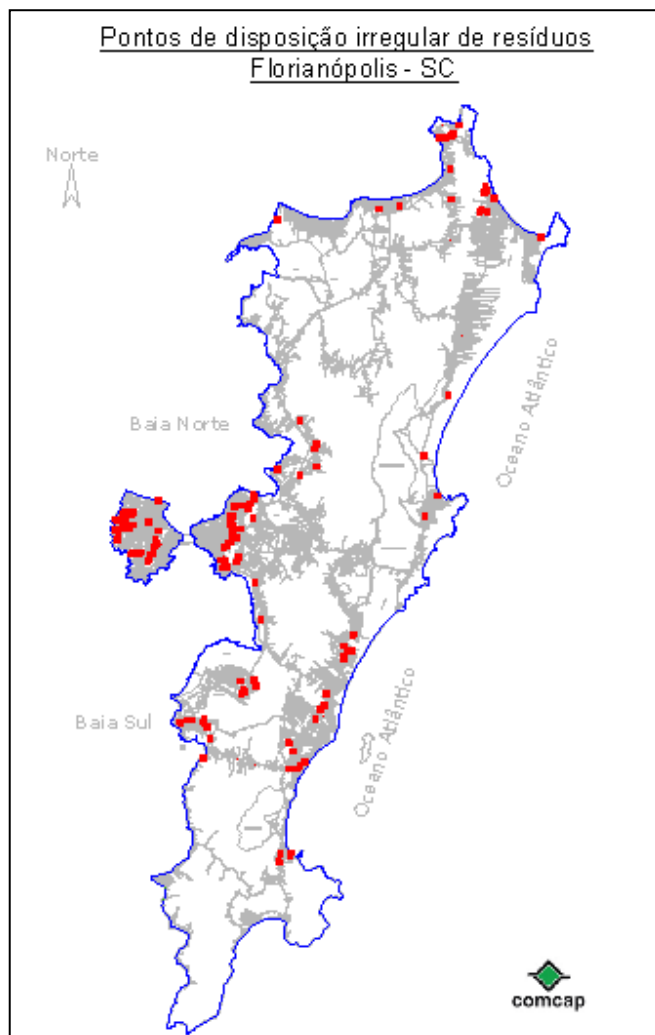 Pontos de disposição irregular de resíduos
Florianópolis - SC
Norte
Baia Norte
Oceano Atlântico
Baia Sul
Oceano Atlântico
comcap